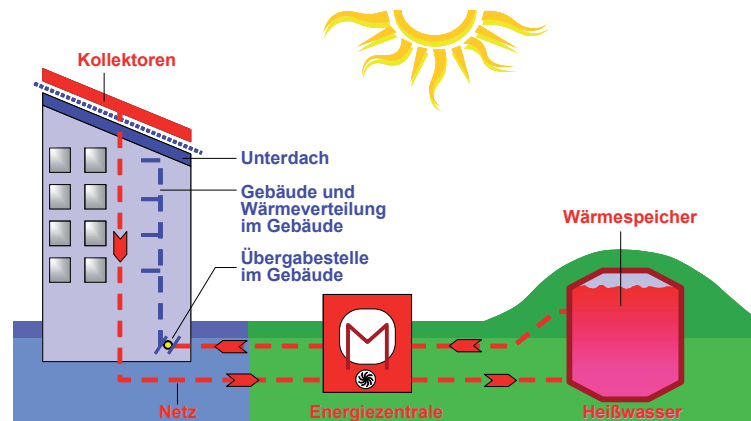 Kollektoren
Unterdach
Gebäude und
Wärmeverteilung
im Gebäude
Wärmespeicher
Übergabestelle
im Gebäude
Netz
Energiezentrale
Heißwasser